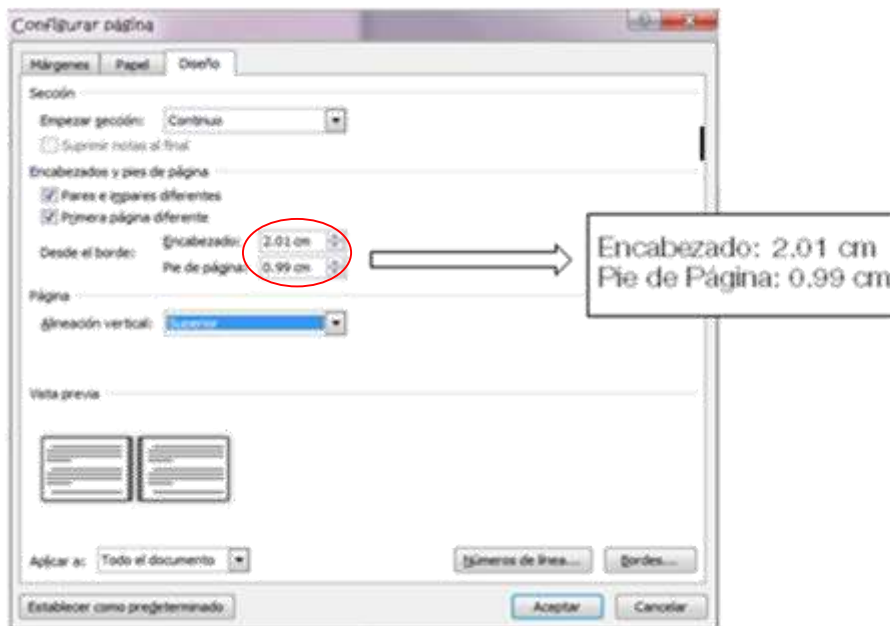 Configurar página
Márgenes Papel Diseño
Sección
Empezar sección: Continuo
Suprimir notas al final
Encabezados y pies de página
Pares e impares diferentes
Primera página diferente
Desde el borde:
Encabezado: 2.01 cm
Pie de página: 0.99 cm
Encabezado: 2.01 cm
Pie de Página: 0.99 cm
Página
Alineación vertical: Superior
Vista previa
Aplicar a: Todo el documento
Números de línea... Bordes...
Establecer como predeterminado
Aceptar Cancelar